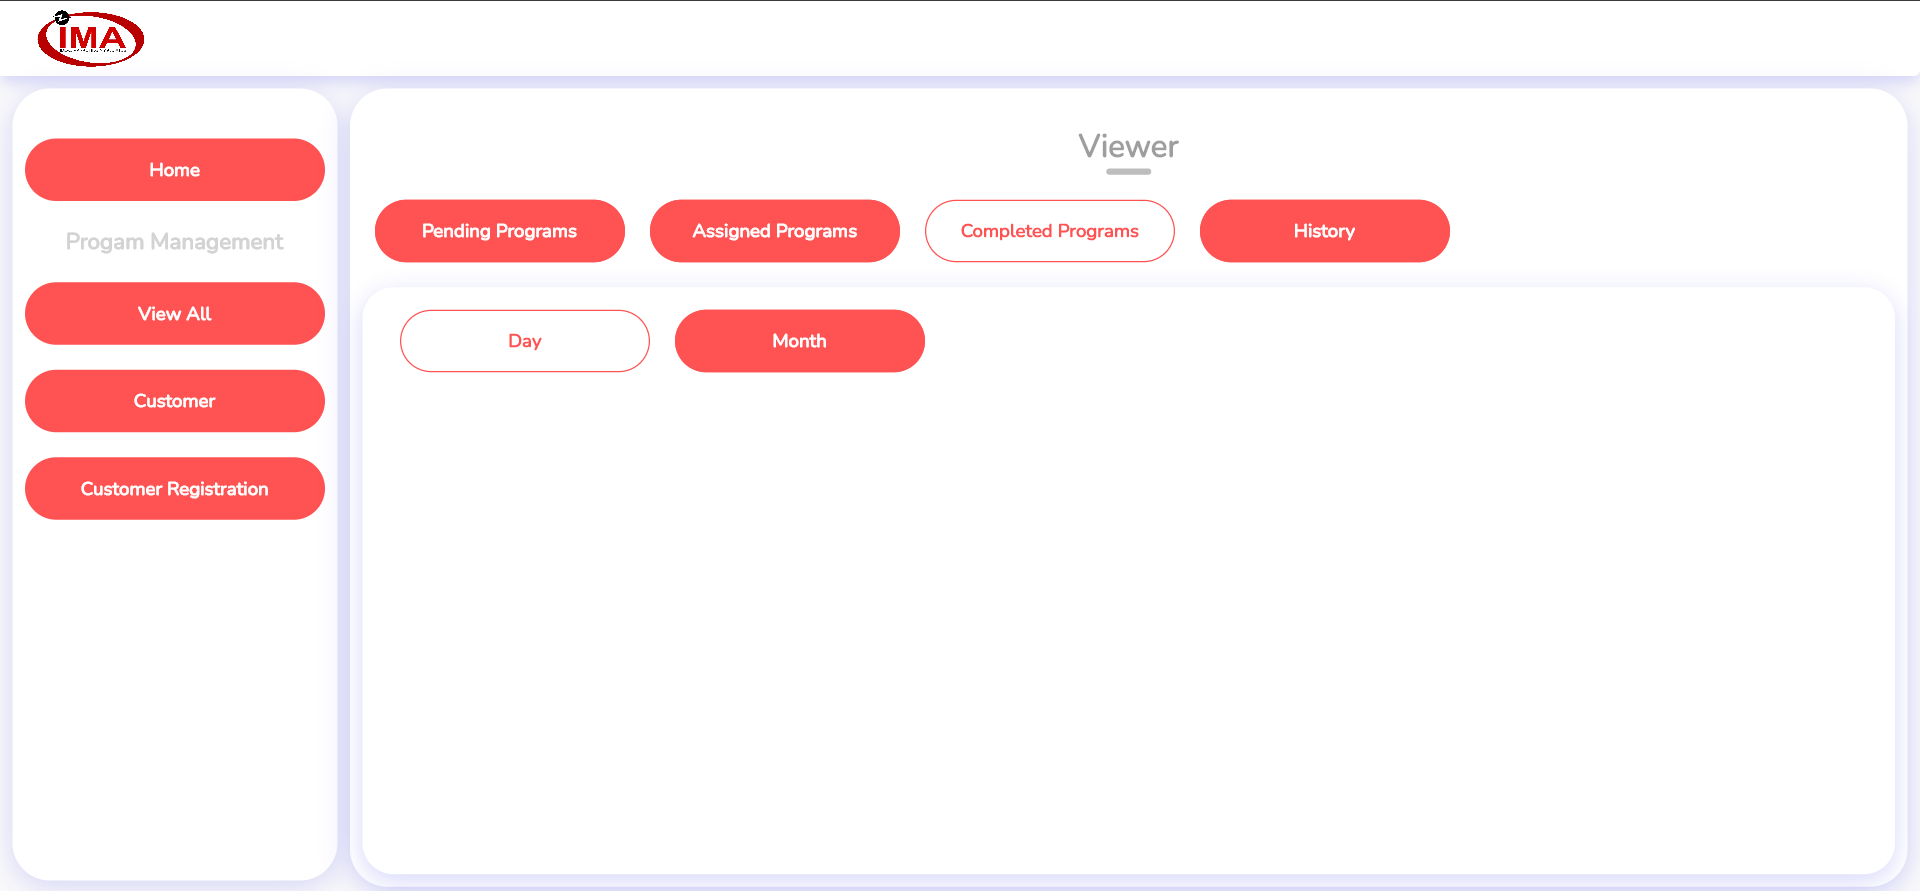 iMA
Home
Progam Management
View All
Customer
Customer Registration
Viewer
Pending Programs
Assigned Programs
Completed Programs
History
Day
Month